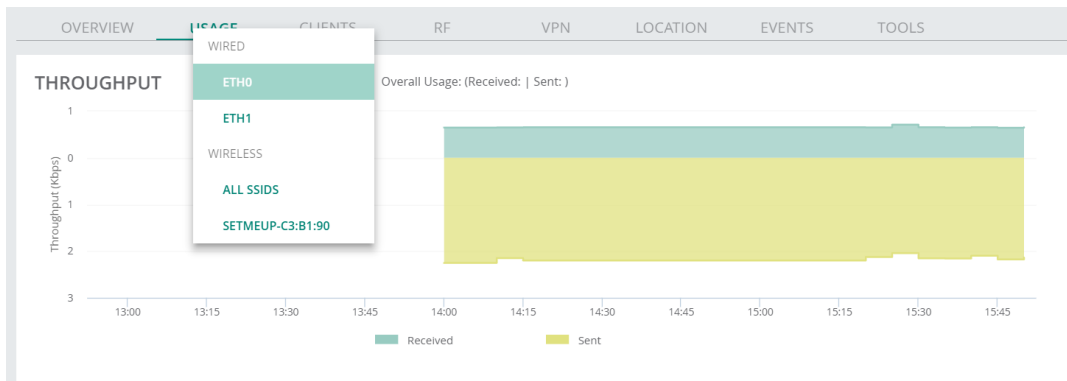 OVERVIEW USAGE CLIENTS RF VPN LOCATION EVENTS TOOLS
WIRED
THROUGHPUT ETH0 Overall Usage: (Received: | Sent: )
ETH1
WIRELESS
ALL SSIDS
SETMEUP-C3:B1:90
Throughput (Kbps)
1
0
1
2
3
13:00 13:15 13:30 13:45 14:00 14:15 14:30 14:45 15:00 15:15 15:30 15:45
Received Sent